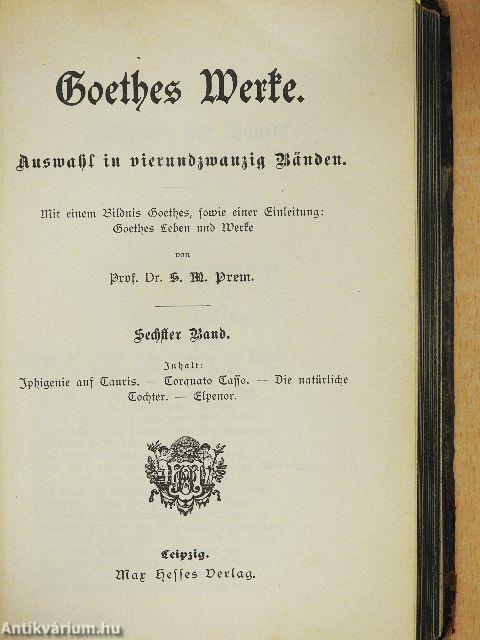 Goethes Werke.
Auswahl in vierundzwanzig Bänden.
Mit einem Bildnis Goethes, sowie einer Einleitung:
Goethes Leben und Werke
von
Prof. Dr. S. M. Prem.
Sechster Band.
Inhalt:
Iphigenie auf Tauris. — Torquato Tasso. — Die natürliche
Tochter. — Elpenor.
Leipzig.
Max Hesses Verlag.
Antikvárium.hu